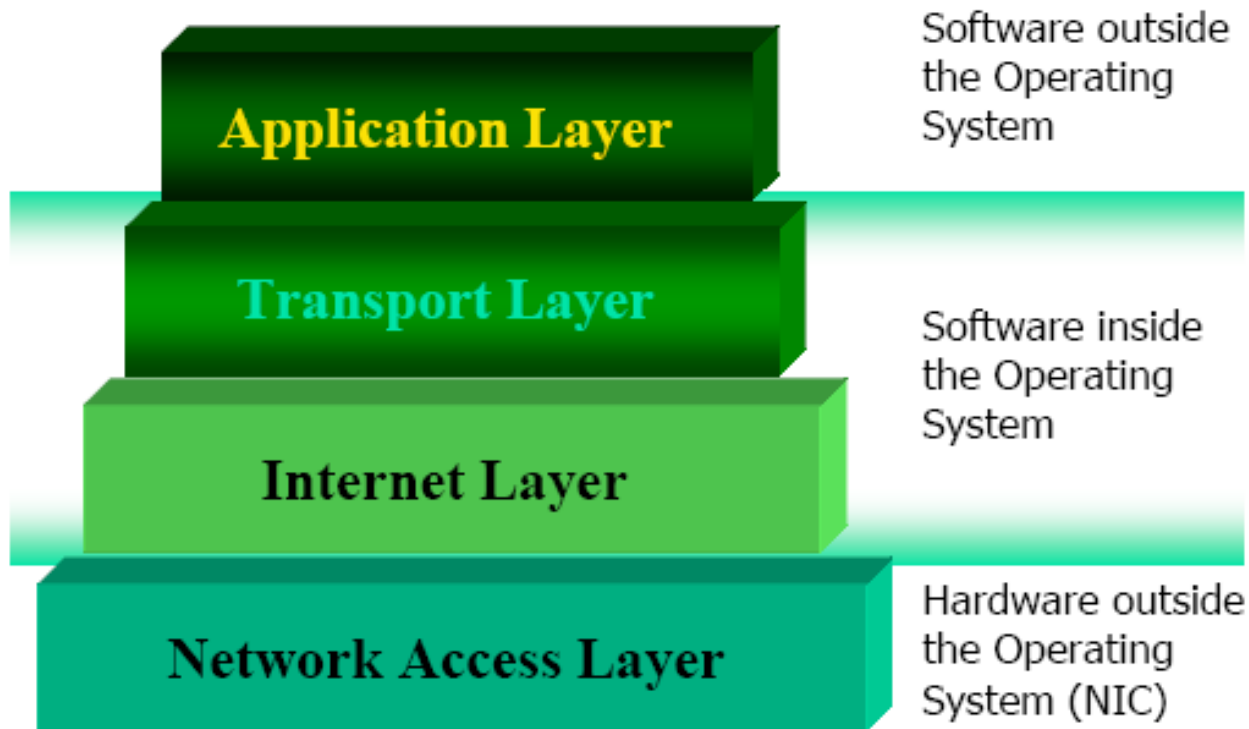 Application Layer
Software outside
the Operating
System
Transport Layer
Internet Layer
Software inside
the Operating
System
Network Access Layer
Hardware outside
the Operating
System (NIC)